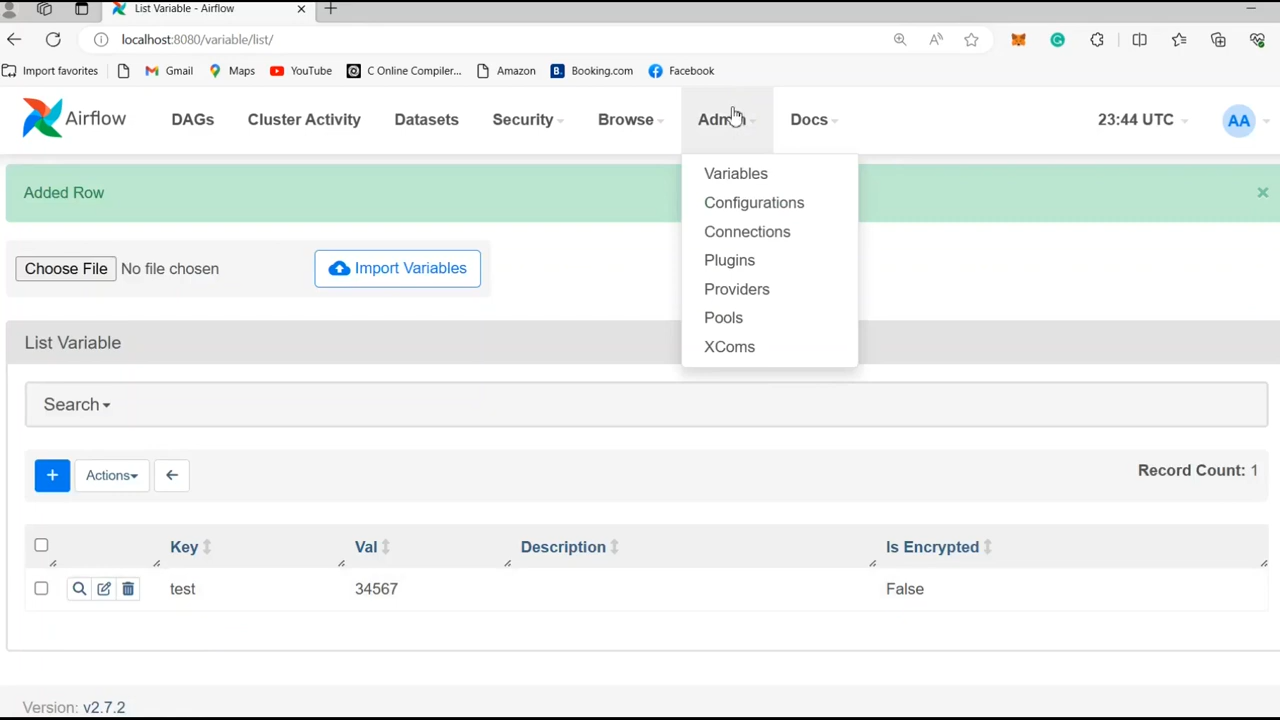 List Variable - Airflow
localhost:8080/variable/list/
Import favorites Gmail Maps YouTube C Online Compiler... Amazon Booking.com Facebook
Airflow DAGs Cluster Activity Datasets Security Browse Admin Docs 23:44 UTC AA
Variables
Configurations
Connections
Plugins
Providers
Pools
XComs
Added Row ×
Choose File No file chosen Import Variables
List Variable
Search
+ Actions Record Count: 1
Key Val Description Is Encrypted
test 34567 False
Version: v2.7.2